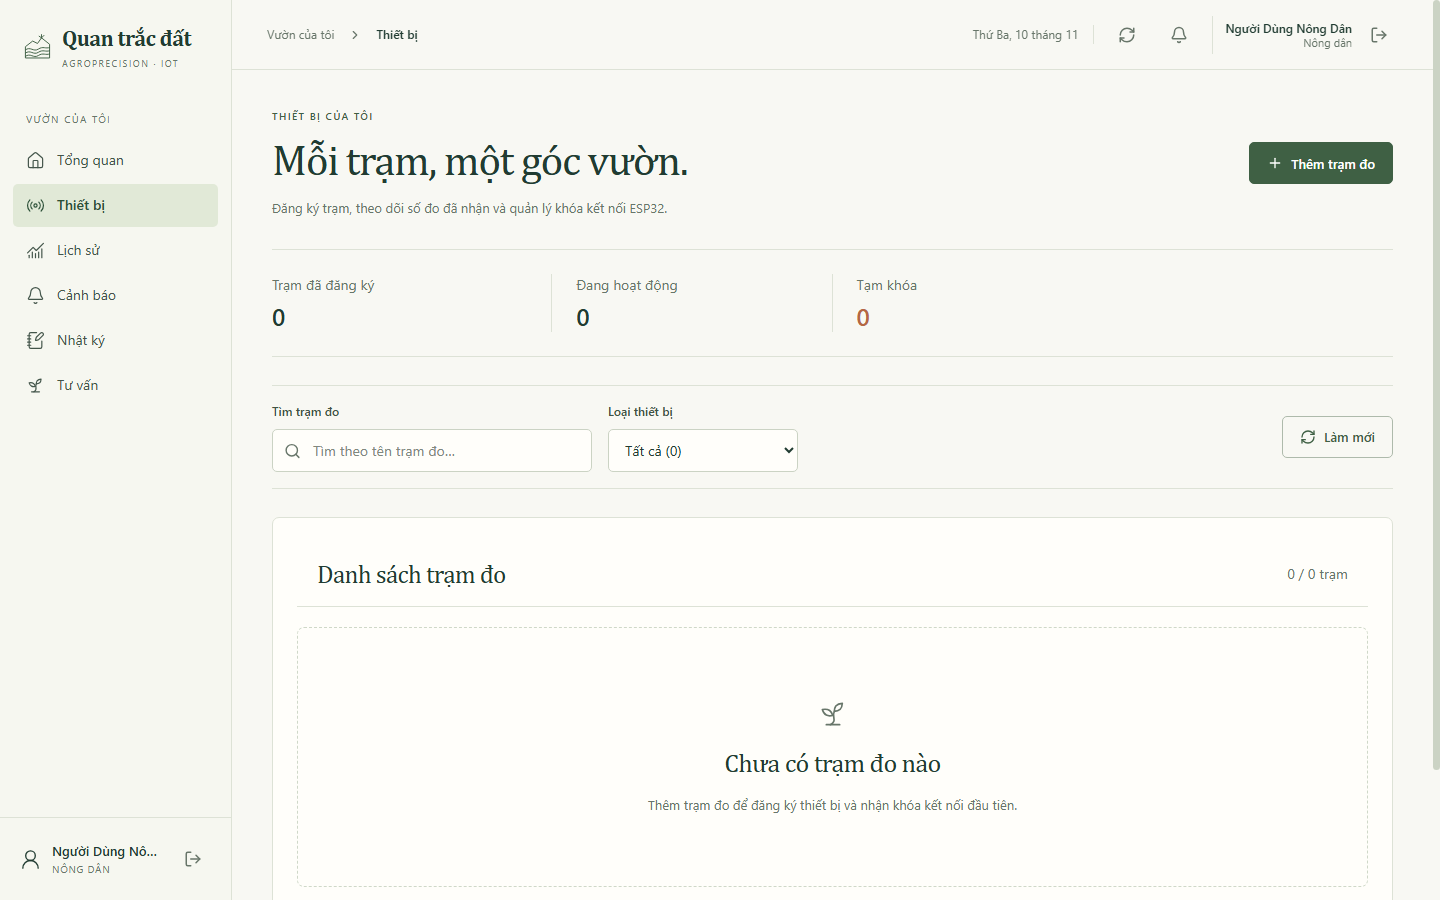 Quan trắc đất
AGROPRECISION · IOT
VƯỜN CỦA TÔI
Tổng quan
Thiết bị
Lịch sử
Cảnh báo
Nhật ký
Tư vấn
Người Dùng Nô...
NÔNG DÂN
Vườn của tôi > Thiết bị
Thứ Ba, 10 tháng 11
Người Dùng Nông Dân
Nông dân
THIẾT BỊ CỦA TÔI
Mỗi trạm, một góc vườn.
Đăng ký trạm, theo dõi số đo đã nhận và quản lý khóa kết nối ESP32.
Thêm trạm đo
Trạm đã đăng ký
0
Đang hoạt động
0
Tạm khóa
0
Tìm trạm đo
Tìm theo tên trạm đo...
Loại thiết bị
Tất cả (0)
Làm mới
Danh sách trạm đo
0 / 0 trạm
Chưa có trạm đo nào
Thêm trạm đo để đăng ký thiết bị và nhận khóa kết nối đầu tiên.